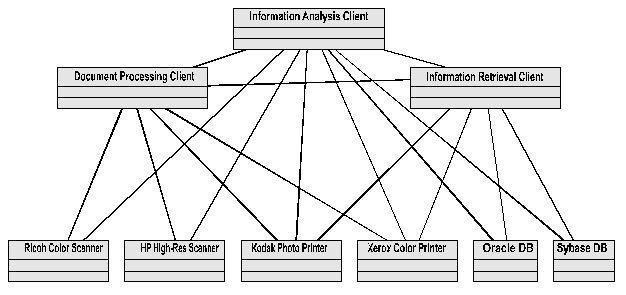 Information Analysis Client
Document Processing Client
Information Retrieval Client
Ricoh Color Scanner
HP High-Res Scanner
Kodak Photo Printer
Xerox Color Printer
Oracle DB
Sybase DB